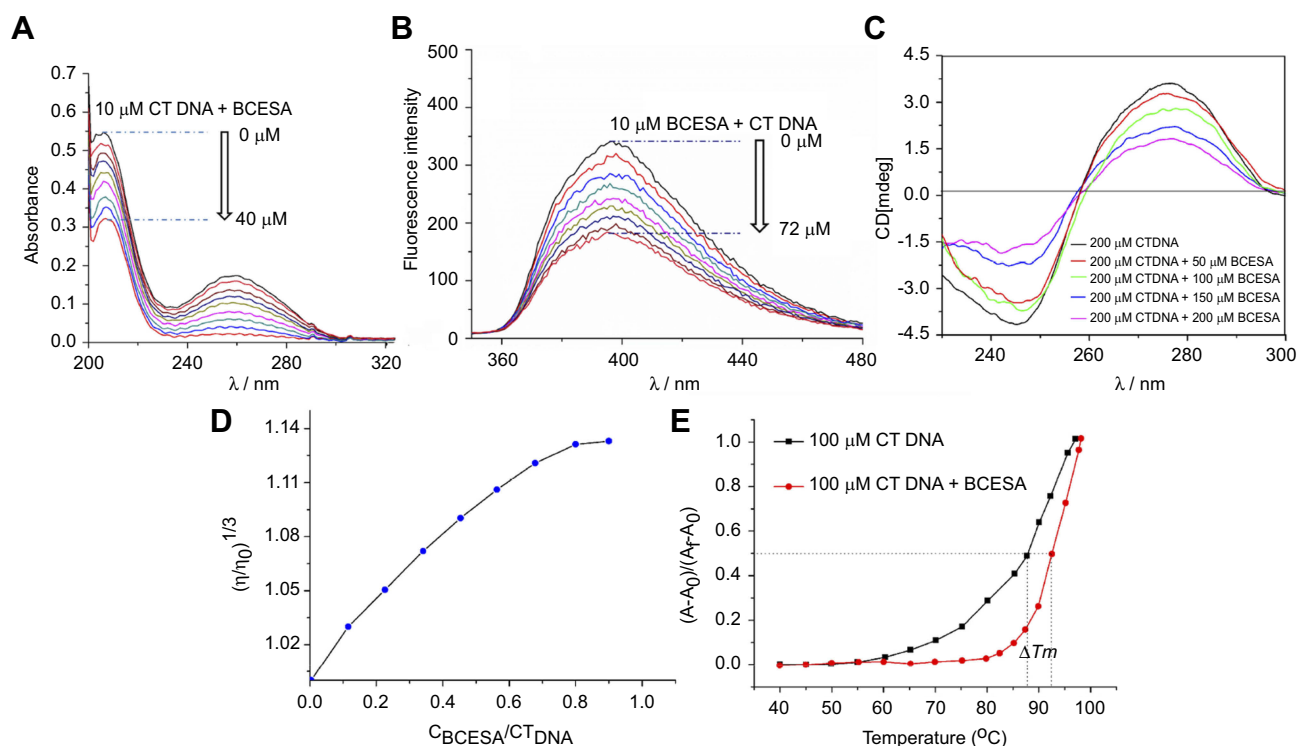 A
Absorbance
0.7
0.6
0.5
0.4
0.3
0.2
0.1
0.0
10 μM CT DNA + BCESA
0 μM
40 μM
200
240
280
320
λ / nm
B
Fluorescence intensity
500
400
300
200
100
0
10 μM BCESA + CT DNA
0 μM
72 μM
360
400
440
480
λ / nm
C
CD[mdeg]
4.5
3.0
1.5
0.0
-1.5
-3.0
-4.5
200 μM CTDNA
200 μM CTDNA + 50 μM BCESA
200 μM CTDNA + 100 μM BCESA
200 μM CTDNA + 150 μM BCESA
200 μM CTDNA + 200 μM BCESA
240
260
280
300
λ / nm
D
(η/η0)1/3
1.14
1.11
1.08
1.05
1.02
0.0
0.2
0.4
0.6
0.8
1.0
CBCESA/CTDNA
E
(A-A0)/(Af-A0)
1.0
0.8
0.6
0.4
0.2
0.0
100 μM CT DNA
100 μM CT DNA + BCESA
ΔTm
40
50
60
70
80
90
100
Temperature (OC)